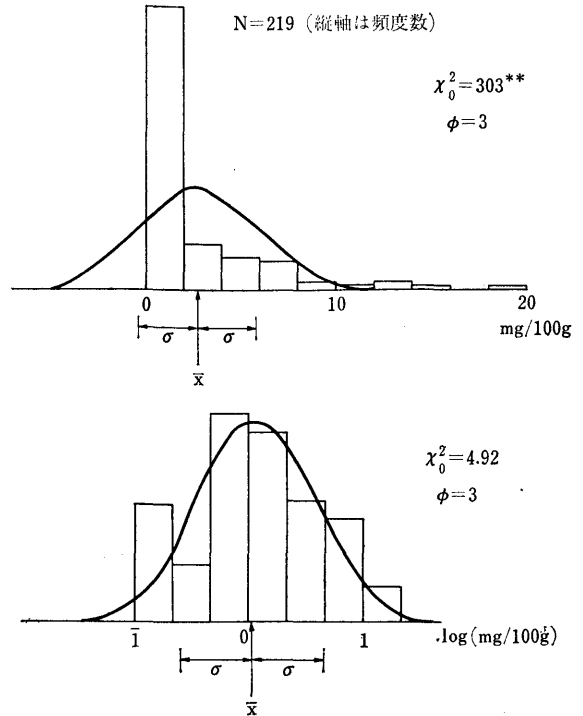 N=219 (縦軸は頻度数)
χ₀²=303**
φ=3
0 10 20
mg/100g
σ σ
x̄
χ₀²=4.92
φ=3
1̄ 0 1 log(mg/100g)
σ σ
x̄